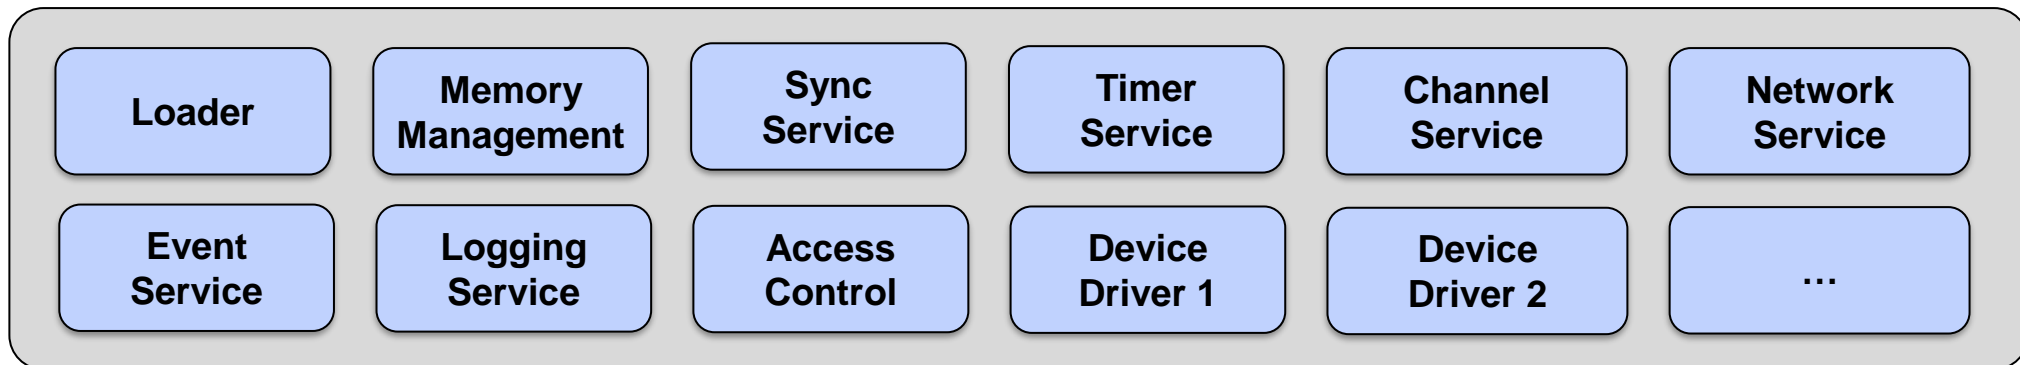 Loader
Memory
Management
Sync
Service
Timer
Service
Channel
Service
Network
Service
Event
Service
Logging
Service
Access
Control
Device
Driver 1
Device
Driver 2
...